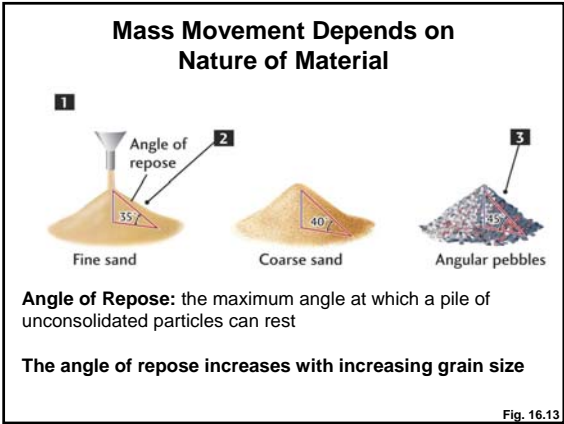 Mass Movement Depends on
Nature of Material
1
Angle of
repose
2
3
35°
40°
45°
Fine sand
Coarse sand
Angular pebbles
Angle of Repose: the maximum angle at which a pile of
unconsolidated particles can rest
The angle of repose increases with increasing grain size
Fig. 16.13